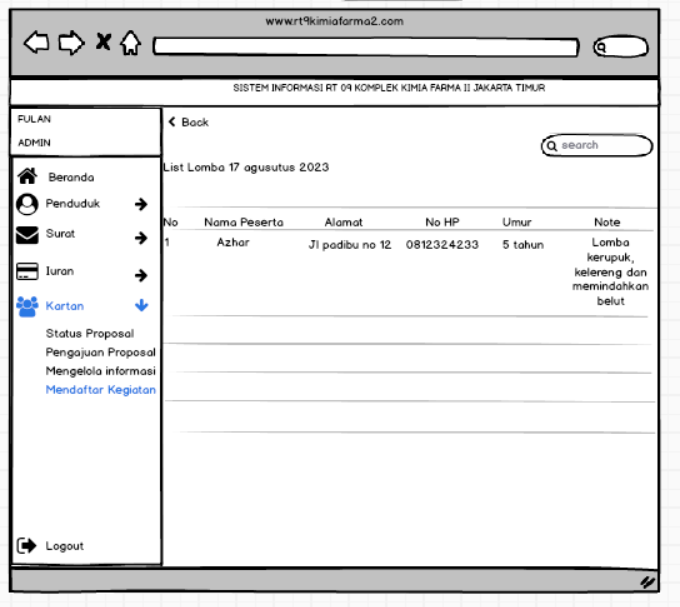 www.rt9kimiafarma2.com
SISTEM INFORMASI RT 09 KOMPLEK KIMIA FARMA II JAKARTA TIMUR
FULAN
ADMIN
Beranda
Penduduk
Surat
Iuran
Kartan
Status Proposal
Pengajuan Proposal
Mengelola informasi
Mendaftar Kegiatan
Logout
Back
search
List Lomba 17 agusutus 2023
No Nama Peserta Alamat No HP Umur Note
1 Azhar Jl padibu no 12 0812324233 5 tahun Lomba
kerupuk,
kelereng dan
memindahkan
belut